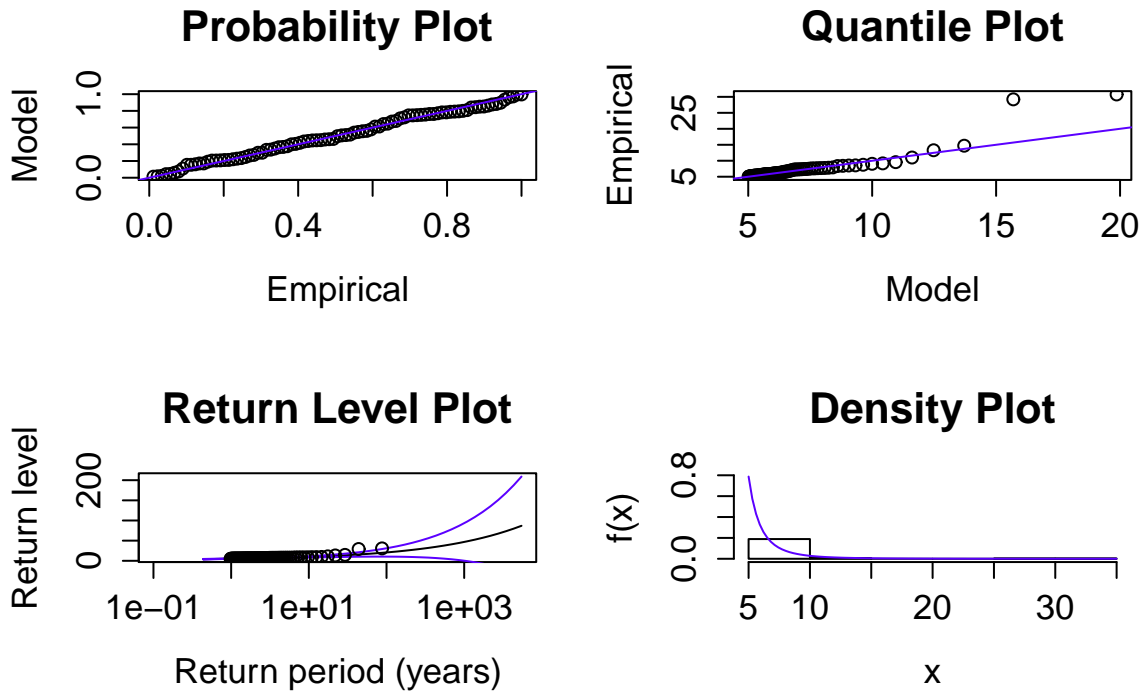 Probability Plot
Model
0.0 1.0
0.0 0.4 0.8
Empirical
Quantile Plot
Empirical
5 25
5 10 15 20
Model
Return Level Plot
Return level
0 200
1e−01 1e+01 1e+03
Return period (years)
Density Plot
f(x)
0.0 0.8
5 10 20 30
x